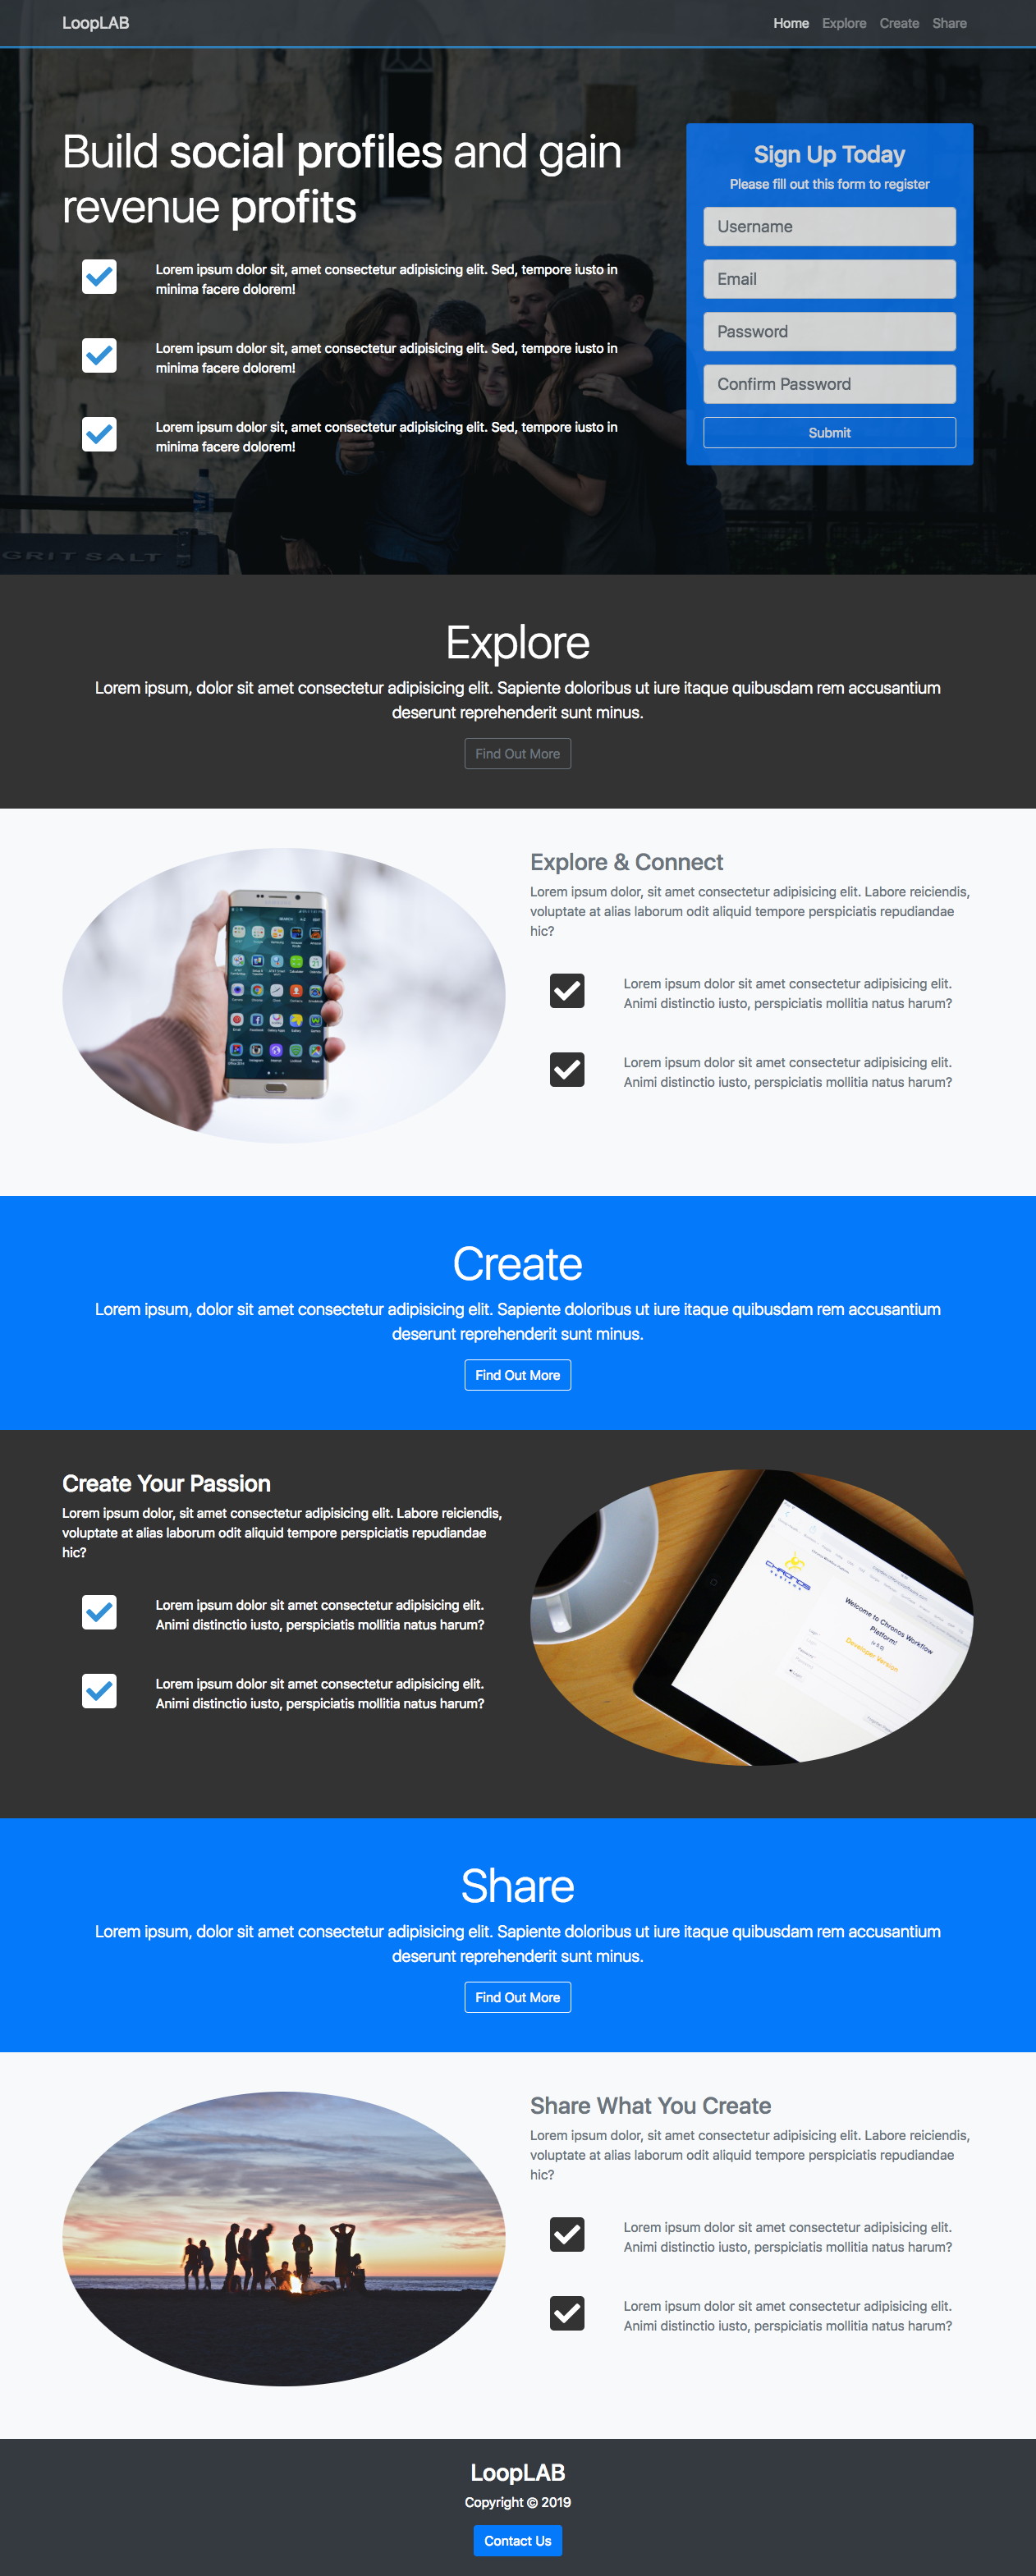 LoopLAB
Home Explore Create Share
Build social profiles and gain
revenue profits
Lorem ipsum dolor sit, amet consectetur adipisicing elit. Sed, tempore iusto in
minima facere dolorem!
Lorem ipsum dolor sit, amet consectetur adipisicing elit. Sed, tempore iusto in
minima facere dolorem!
Lorem ipsum dolor sit, amet consectetur adipisicing elit. Sed, tempore iusto in
minima facere dolorem!
GRIT SALT
Sign Up Today
Please fill out this form to register
Username
Email
Password
Confirm Password
Submit
Explore
Lorem ipsum, dolor sit amet consectetur adipisicing elit. Sapiente doloribus ut iure itaque quibusdam rem accusantium
deserunt reprehenderit sunt minus.
Find Out More
Explore & Connect
Lorem ipsum dolor, sit amet consectetur adipisicing elit. Labore reiciendis,
voluptate at alias laborum odit aliquid tempore perspiciatis repudiandae
hic?
Lorem ipsum dolor sit amet consectetur adipisicing elit.
Animi distinctio iusto, perspiciatis mollitia natus harum?
Lorem ipsum dolor sit amet consectetur adipisicing elit.
Animi distinctio iusto, perspiciatis mollitia natus harum?
Create
Lorem ipsum, dolor sit amet consectetur adipisicing elit. Sapiente doloribus ut iure itaque quibusdam rem accusantium
deserunt reprehenderit sunt minus.
Find Out More
Create Your Passion
Lorem ipsum dolor, sit amet consectetur adipisicing elit. Labore reiciendis,
voluptate at alias laborum odit aliquid tempore perspiciatis repudiandae
hic?
Lorem ipsum dolor sit amet consectetur adipisicing elit.
Animi distinctio iusto, perspiciatis mollitia natus harum?
Lorem ipsum dolor sit amet consectetur adipisicing elit.
Animi distinctio iusto, perspiciatis mollitia natus harum?
CHRONOS
Welcome to Chronos Workflow
Platform!
Developer Version
Share
Lorem ipsum, dolor sit amet consectetur adipisicing elit. Sapiente doloribus ut iure itaque quibusdam rem accusantium
deserunt reprehenderit sunt minus.
Find Out More
Share What You Create
Lorem ipsum dolor, sit amet consectetur adipisicing elit. Labore reiciendis,
voluptate at alias laborum odit aliquid tempore perspiciatis repudiandae
hic?
Lorem ipsum dolor sit amet consectetur adipisicing elit.
Animi distinctio iusto, perspiciatis mollitia natus harum?
Lorem ipsum dolor sit amet consectetur adipisicing elit.
Animi distinctio iusto, perspiciatis mollitia natus harum?
LoopLAB
Copyright © 2019
Contact Us